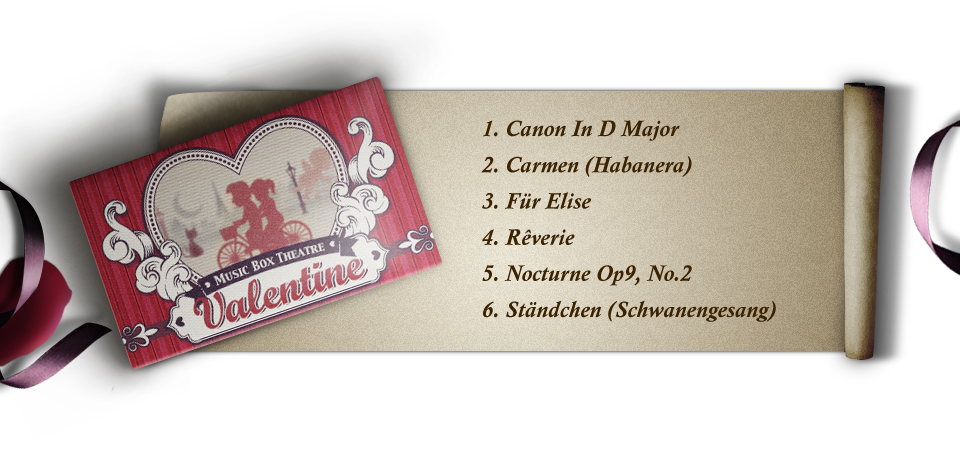 Music Box Theatre
Valentine
1. Canon In D Major
2. Carmen (Habanera)
3. Für Elise
4. Rêverie
5. Nocturne Op9, No.2
6. Ständchen (Schwanengesang)